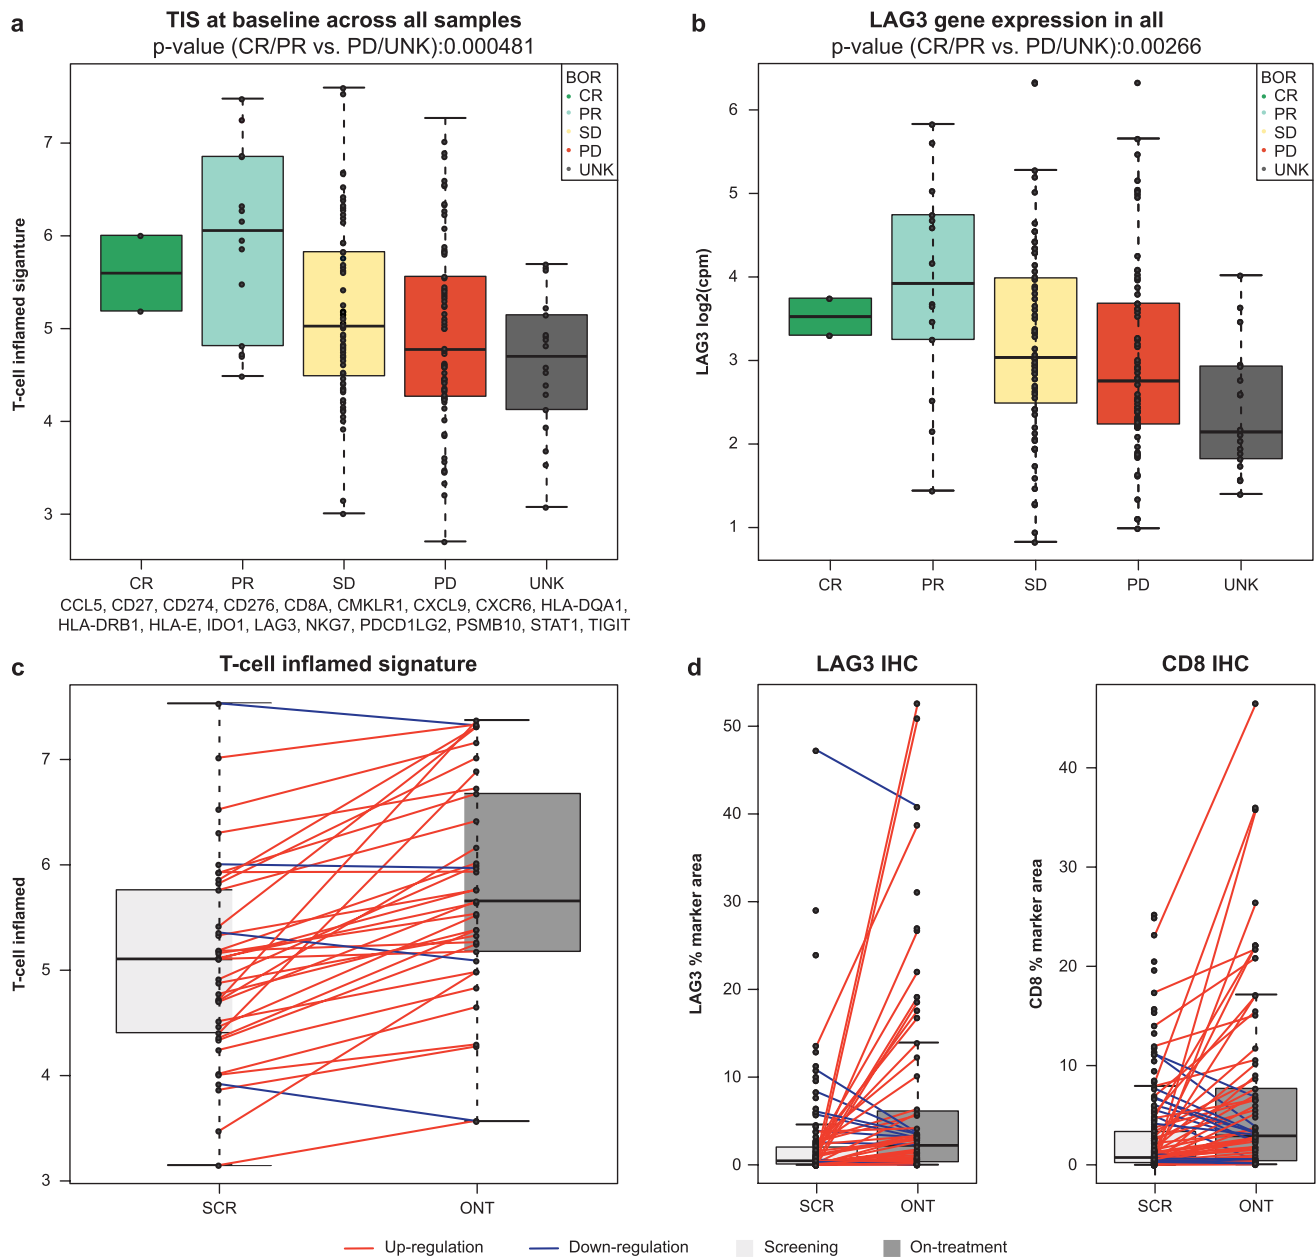 a
TIS at baseline across all samples
p-value (CR/PR vs. PD/UNK):0.000481
T-cell inflamed siganture
7
6
5
4
3
BOR
CR
PR
SD
PD
UNK
CR PR SD PD UNK
CCL5, CD27, CD274, CD276, CD8A, CMKLR1, CXCL9, CXCR6, HLA-DQA1,
HLA-DRB1, HLA-E, IDO1, LAG3, NKG7, PDCD1LG2, PSMB10, STAT1, TIGIT
b
LAG3 gene expression in all
p-value (CR/PR vs. PD/UNK):0.00266
LAG3 log2(cpm)
6
5
4
3
2
1
BOR
CR
PR
SD
PD
UNK
CR PR SD PD UNK
c
T-cell inflamed signature
T-cell inflamed
7
6
5
4
3
SCR ONT
d
LAG3 IHC
LAG3 % marker area
50
40
30
20
10
0
SCR ONT
CD8 IHC
CD8 % marker area
40
30
20
10
0
SCR ONT
Up-regulation Down-regulation Screening On-treatment